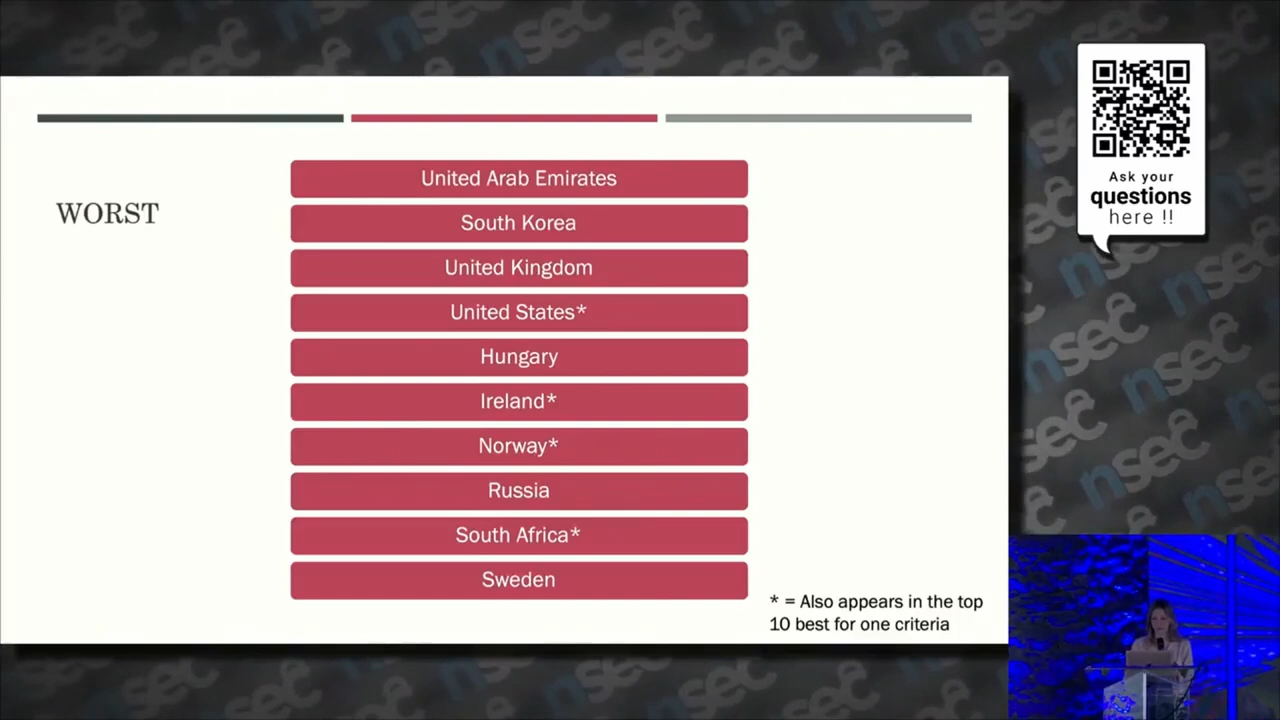 WORST
United Arab Emirates
South Korea
United Kingdom
United States*
Hungary
Ireland*
Norway*
Russia
South Africa*
Sweden
* = Also appears in the top
10 best for one criteria
Ask your
questions
here !!
nsec